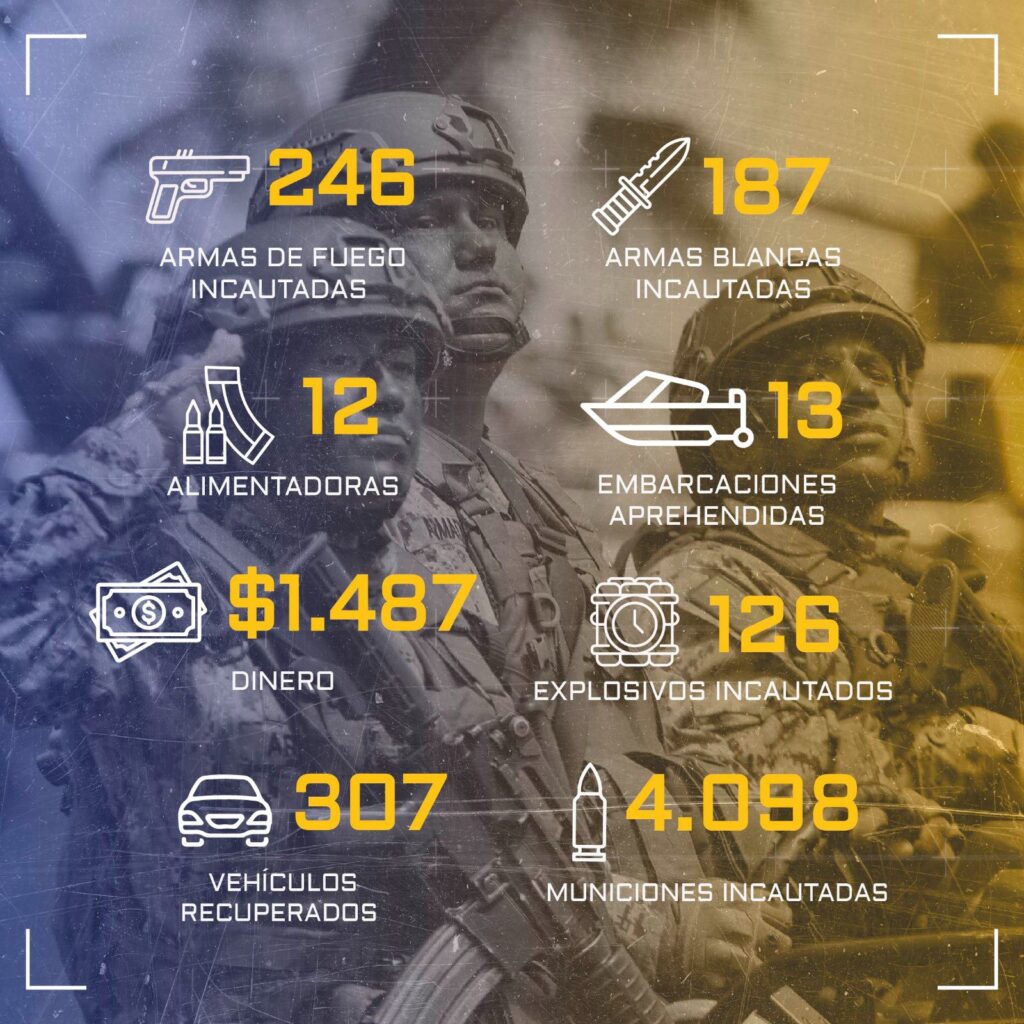 246
ARMAS DE FUEGO
INCAUTADAS
187
ARMAS BLANCAS
INCAUTADAS
12
ALIMENTADORAS
13
EMBARCACIONES
APREHENDIDAS
$1.487
DINERO
126
EXPLOSIVOS INCAUTADOS
307
VEHÍCULOS
RECUPERADOS
4.098
MUNICIONES INCAUTADAS